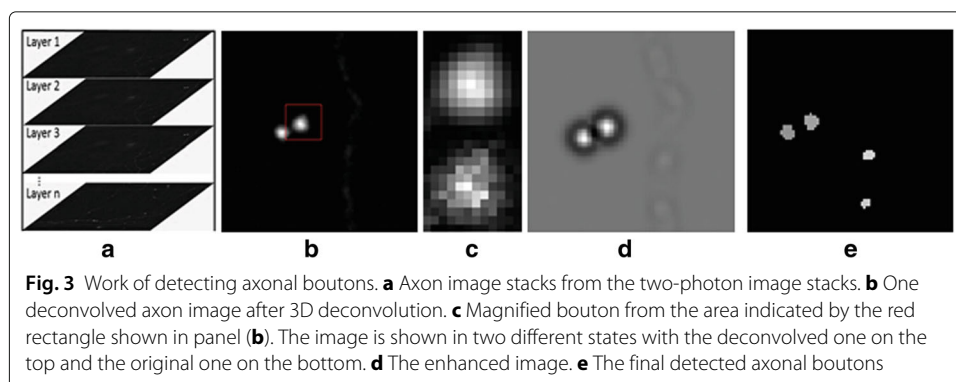 Layer 1
Layer 2
Layer 3
⋮
Layer n
a b c d e
Fig. 3 Work of detecting axonal boutons. a Axon image stacks from the two-photon image stacks. b One
deconvolved axon image after 3D deconvolution. c Magnified bouton from the area indicated by the red
rectangle shown in panel (b). The image is shown in two different states with the deconvolved one on the
top and the original one on the bottom. d The enhanced image. e The final detected axonal boutons